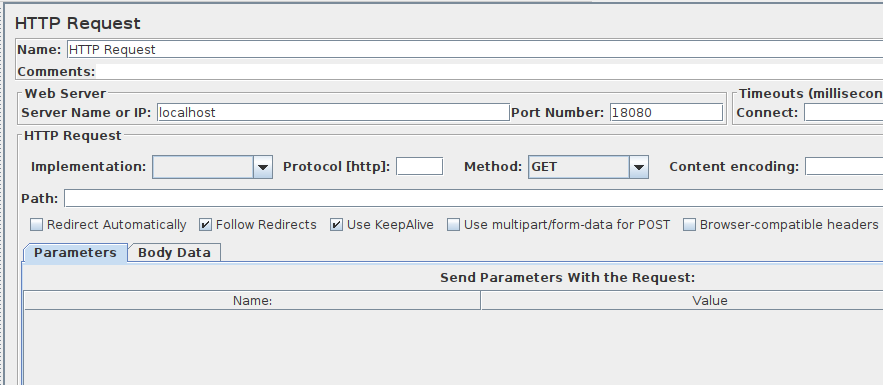 HTTP Request
Name: HTTP Request
Comments:
Web Server Timeouts (millisecon
Server Name or IP: localhost Port Number: 18080 Connect:
HTTP Request
Implementation: Protocol [http]: Method: GET Content encoding:
Path:
Redirect Automatically Follow Redirects Use KeepAlive Use multipart/form-data for POST Browser-compatible headers
Parameters Body Data
Send Parameters With the Request:
Name: Value